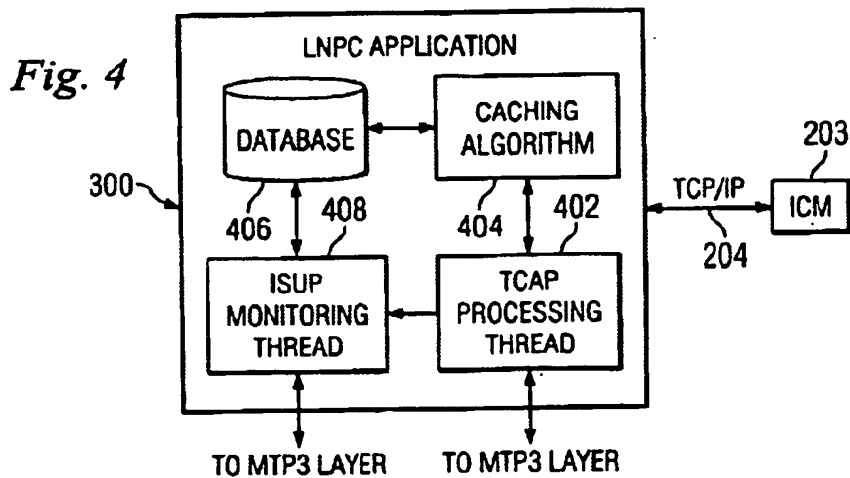 LNPC APPLICATION
Fig. 4
DATABASE
CACHING
ALGORITHM
203
300
406
408
404
402
TCP/IP
ICM
204
ISUP
MONITORING
THREAD
TCAP
PROCESSING
THREAD
TO MTP3 LAYER
TO MTP3 LAYER